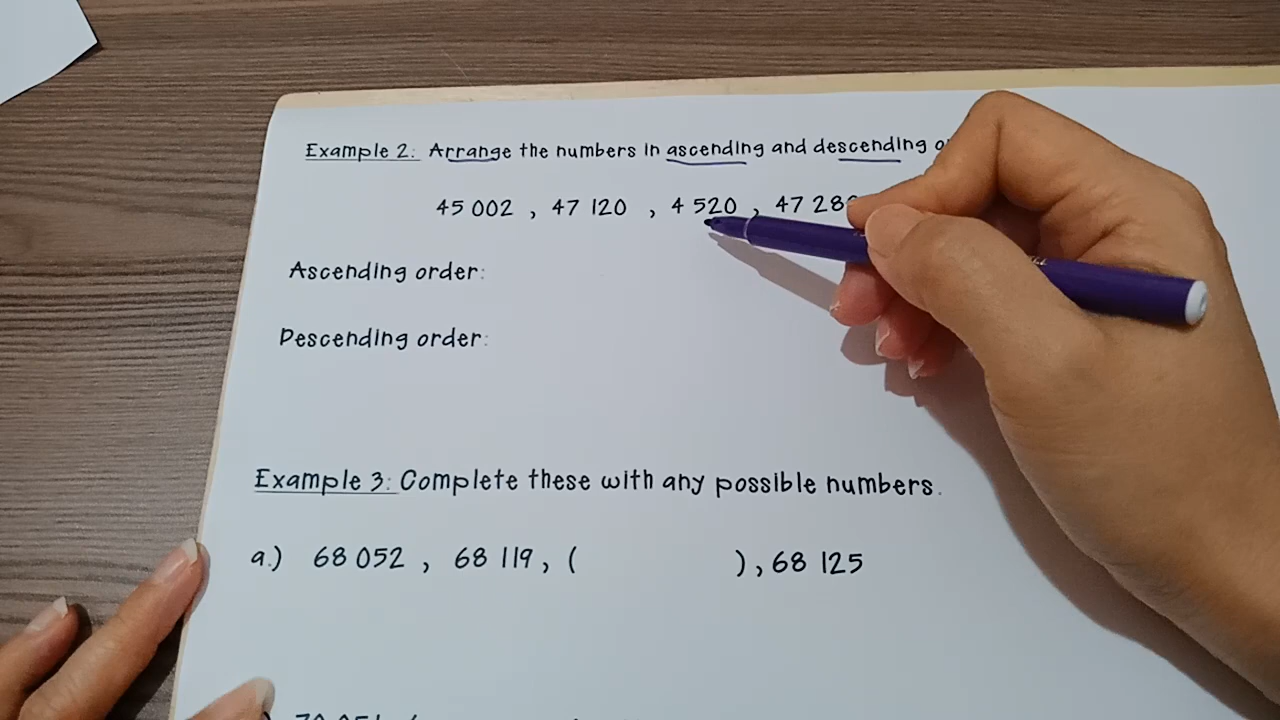 Example 2: Arrange the numbers in ascending and descending
45 002 , 47 120 , 4 520 , 47 28
Ascending order:
Descending order:
Example 3: Complete these with any possible numbers.
a.) 68 052 , 68 119 , ( ) , 68 125